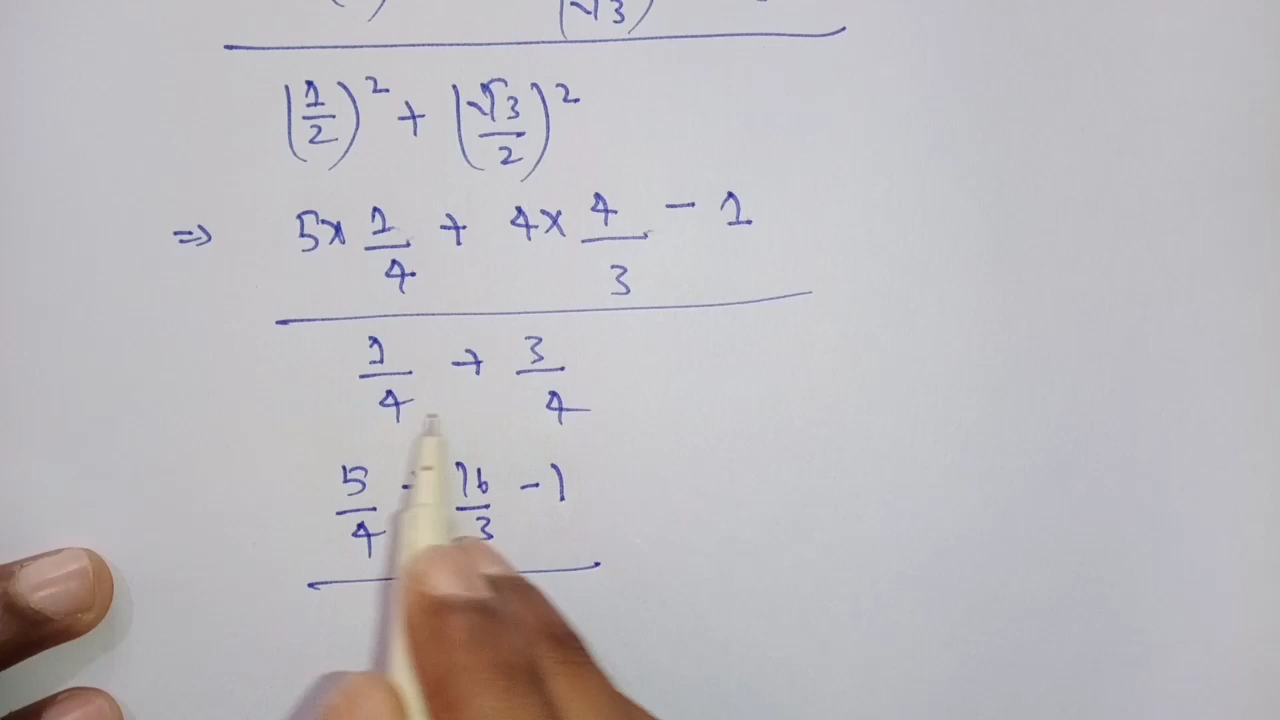 (√3)
(1/2)² + (√3/2)²
⇒ 5 x 1/4 + 4 x 4/3 - 1
1/4 + 3/4
5/4 16/3 - 1